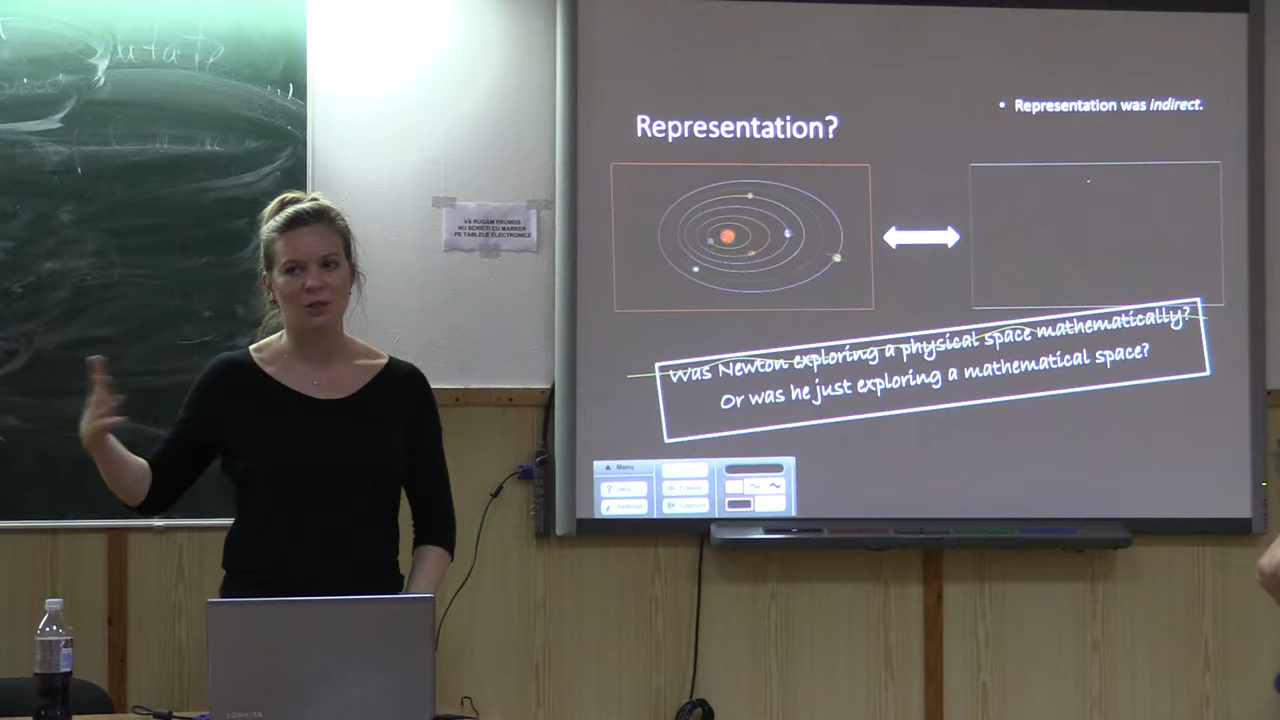 VĂ RUGĂM FRUMOS
NU SCRIEȚI CU MARKER
PE TABLELE ELECTRONICE
Representation?
• Representation was indirect.
Was Newton exploring a physical space mathematically?
Or was he just exploring a mathematical space?
Menu
Help
Freeze
Settings
Capture
TOSHIBA